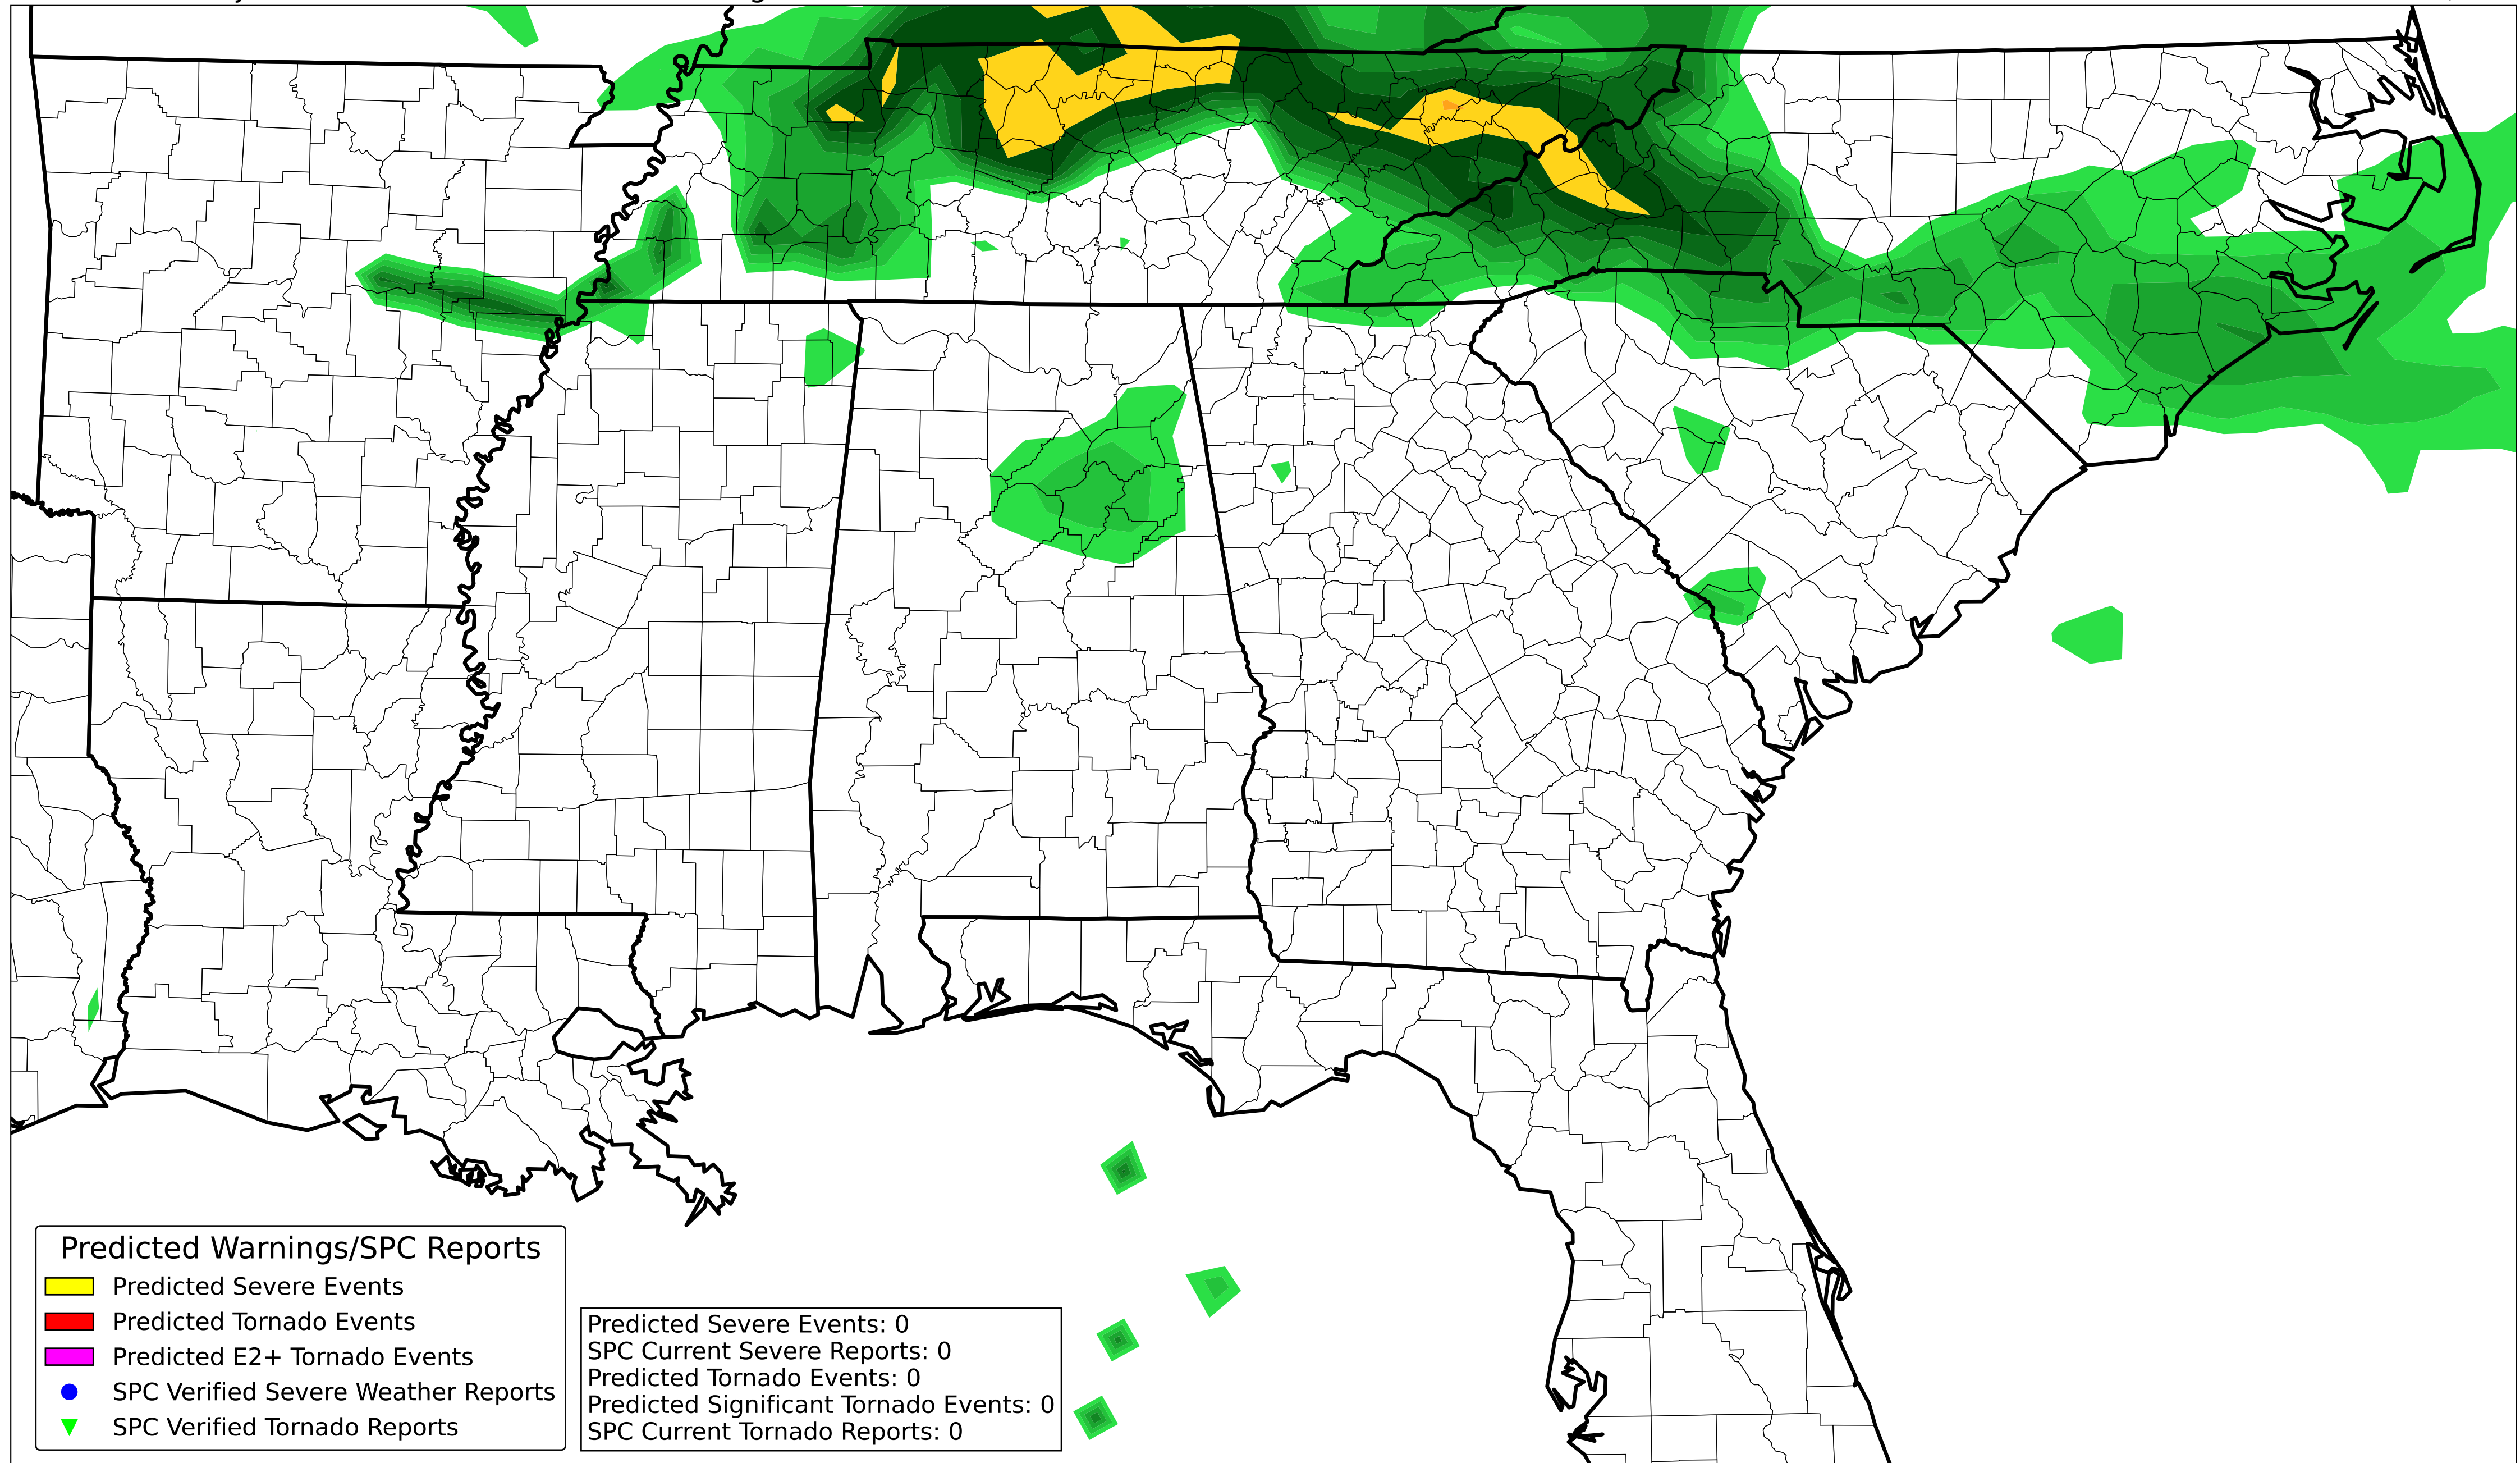 Predicted Warnings/SPC Reports
Predicted Severe Events
Predicted Tornado Events
Predicted E2+ Tornado Events
SPC Verified Severe Weather Reports
SPC Verified Tornado Reports
Predicted Severe Events: 0
SPC Current Severe Reports: 0
Predicted Tornado Events: 0
Predicted Significant Tornado Events: 0
SPC Current Tornado Reports: 0